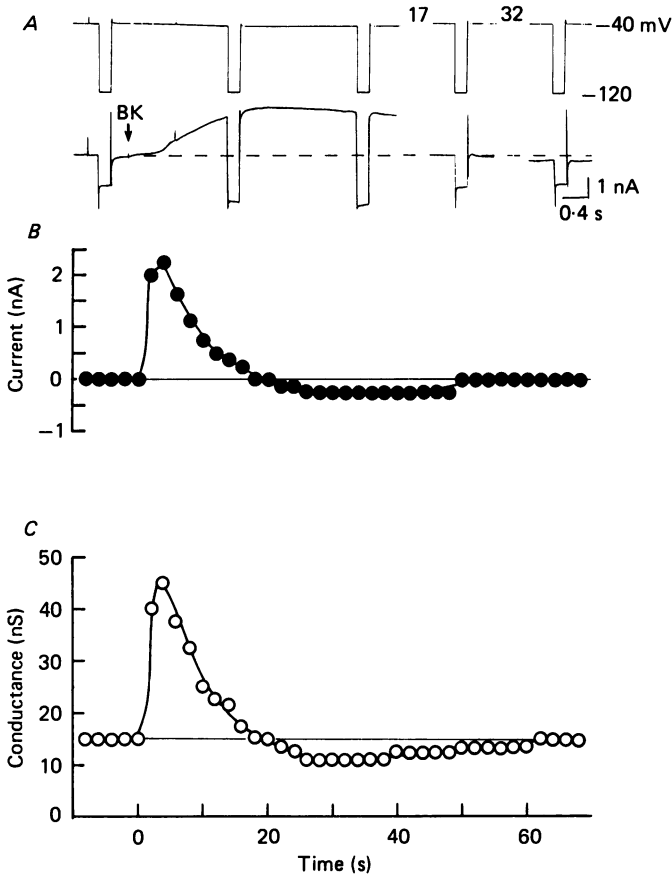 A
17 32 −40 mV
−120
BK
1 nA
0·4 s
B
2
1
0
−1
Current (nA)
C
50
40
30
20
10
0
Conductance (nS)
0 20 40 60
Time (s)